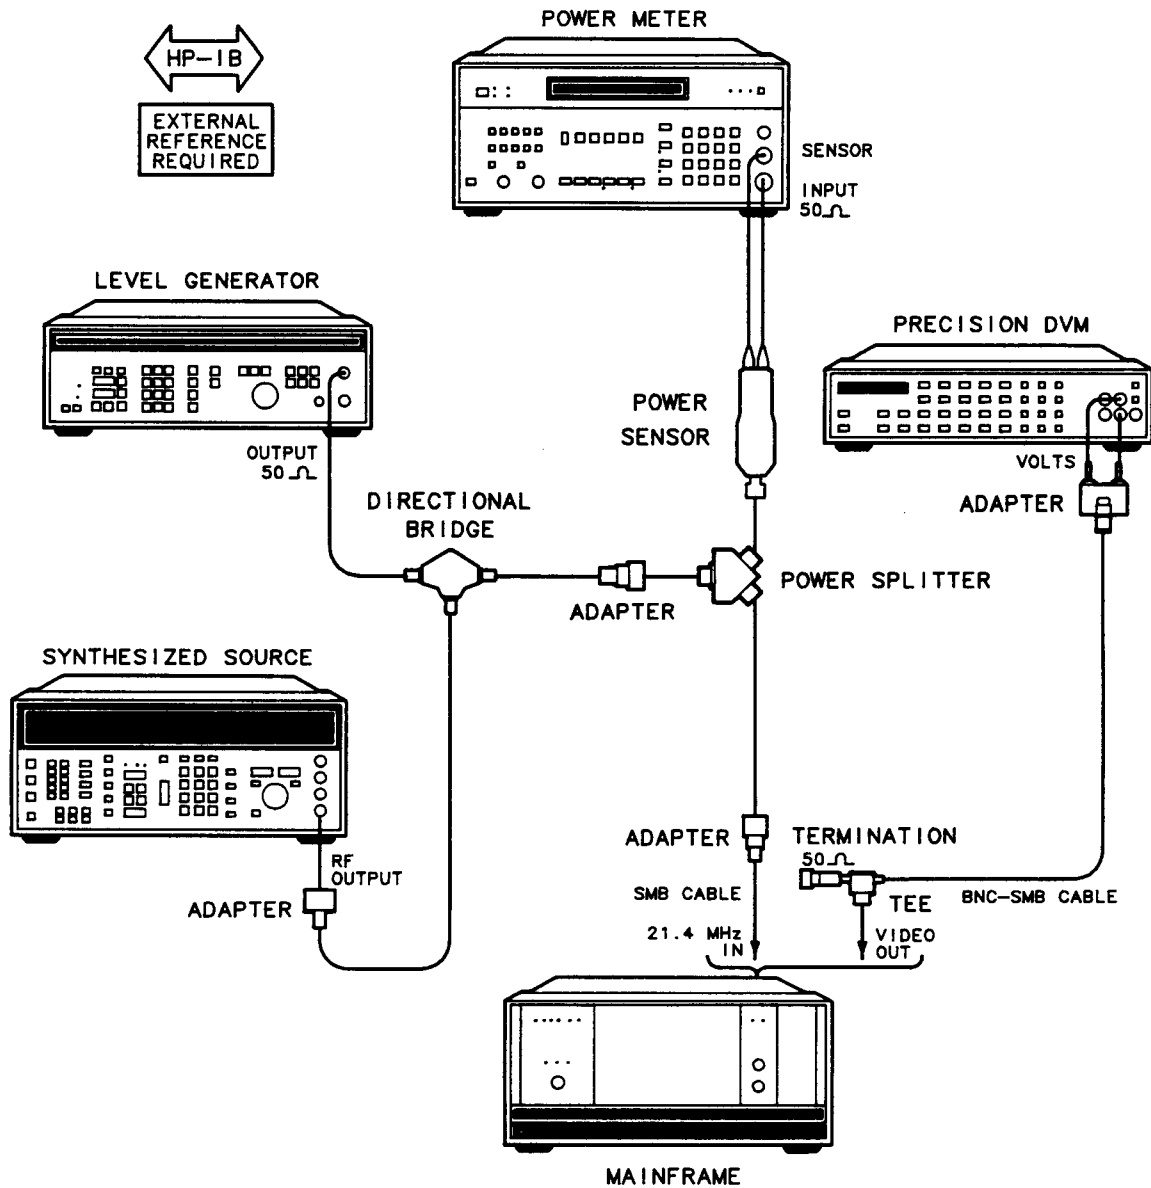 POWER METER
HP-IB
EXTERNAL
REFERENCE
REQUIRED
SENSOR
INPUT
50Ω
LEVEL GENERATOR
PRECISION DVM
POWER
SENSOR
OUTPUT
50Ω
VOLTS
ADAPTER
DIRECTIONAL
BRIDGE
POWER SPLITTER
ADAPTER
SYNTHESIZED SOURCE
ADAPTER
TERMINATION
50Ω
RF
OUTPUT
ADAPTER
SMB CABLE
TEE
BNC-SMB CABLE
21.4 MHz
IN
VIDEO
OUT
MAINFRAME